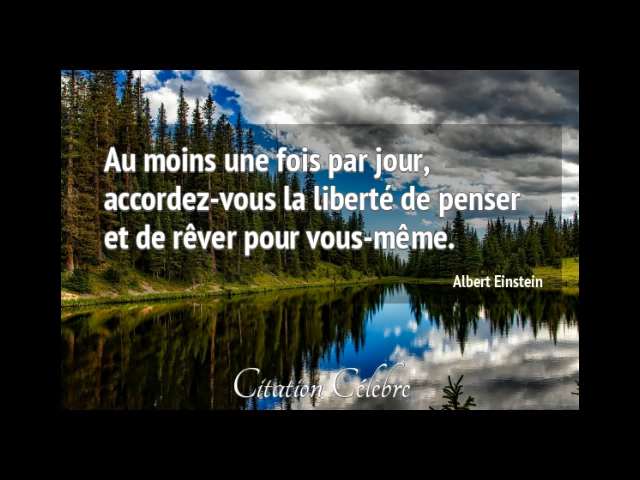 Au moins une fois par jour,
accordez-vous la liberté de penser
et de rêver pour vous-même.
Albert Einstein
Citation Célèbre